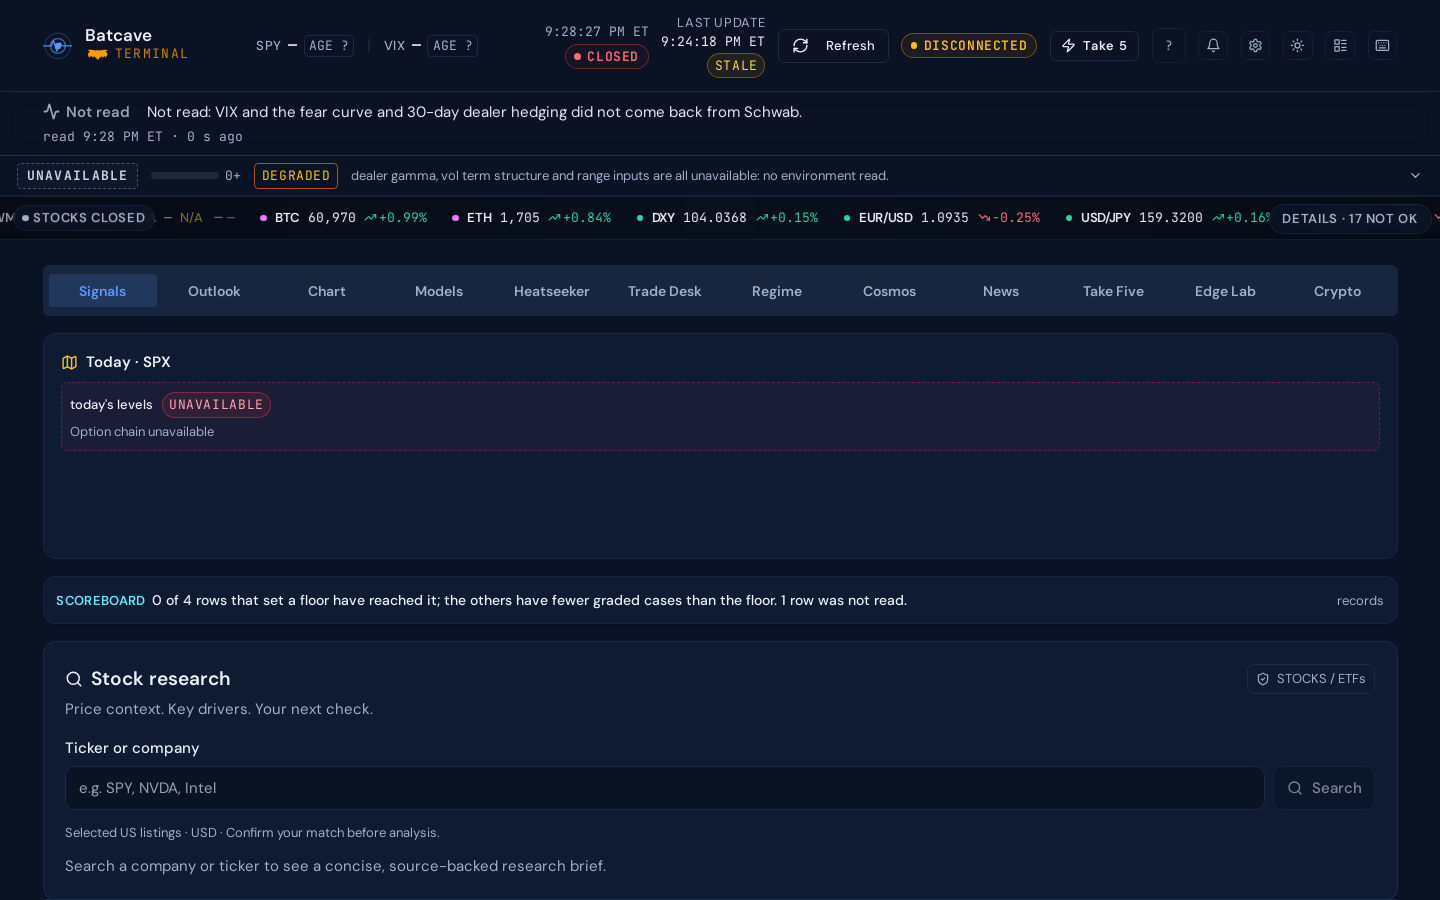 Batcave
TERMINAL
SPY — AGE ? | VIX — AGE ?
9:28:27 PM ET
CLOSED
LAST UPDATE
9:24:18 PM ET
STALE
Refresh
DISCONNECTED
Take 5
?
Not read Not read: VIX and the fear curve and 30-day dealer hedging did not come back from Schwab.
read 9:28 PM ET · 0 s ago
UNAVAILABLE 0+ DEGRADED dealer gamma, vol term structure and range inputs are all unavailable: no environment read.
STOCKS CLOSED — N/A — — BTC 60,970 +0.99% ETH 1,705 +0.84% DXY 104.0368 +0.15% EUR/USD 1.0935 -0.25% USD/JPY 159.3200 +0.16% DETAILS · 17 NOT OK
Signals Outlook Chart Models Heatseeker Trade Desk Regime Cosmos News Take Five Edge Lab Crypto
Today · SPX
today's levels UNAVAILABLE
Option chain unavailable
SCOREBOARD 0 of 4 rows that set a floor have reached it; the others have fewer graded cases than the floor. 1 row was not read. records
Stock research
STOCKS / ETFs
Price context. Key drivers. Your next check.
Ticker or company
e.g. SPY, NVDA, Intel
Search
Selected US listings · USD · Confirm your match before analysis.
Search a company or ticker to see a concise, source-backed research brief.